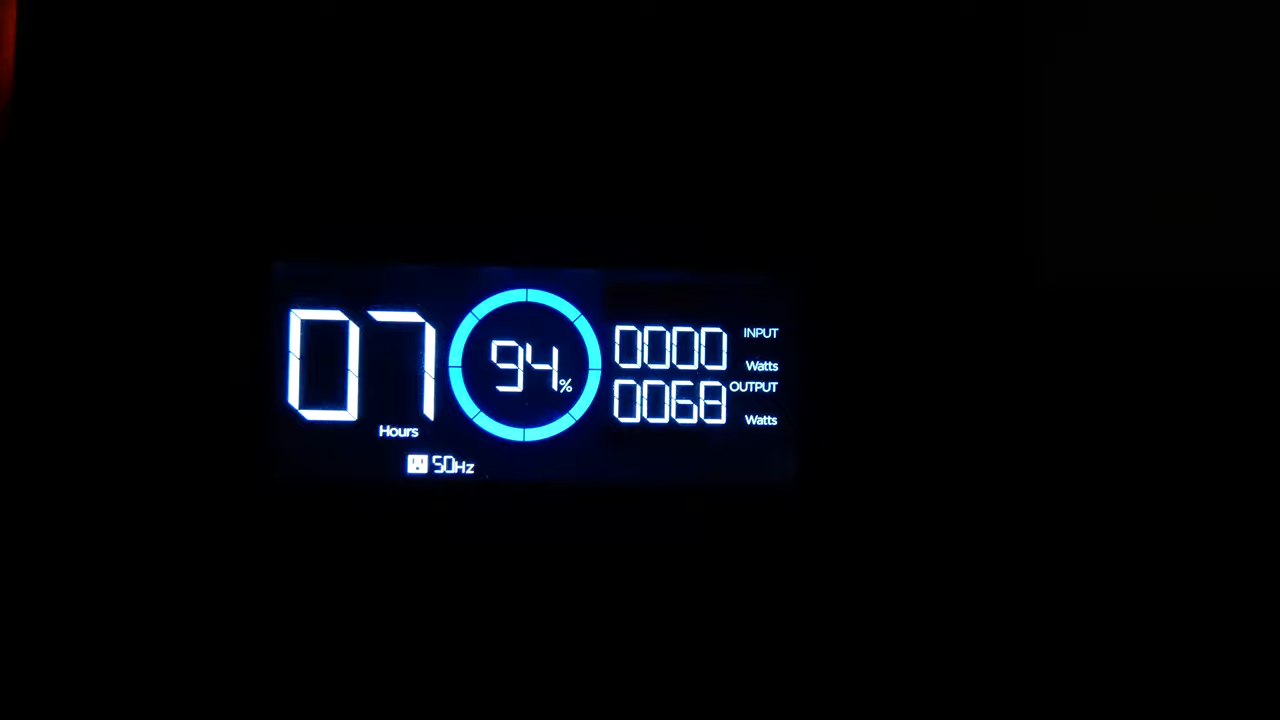 07 Hours
94%
0000 INPUT Watts
0068 OUTPUT Watts
50Hz